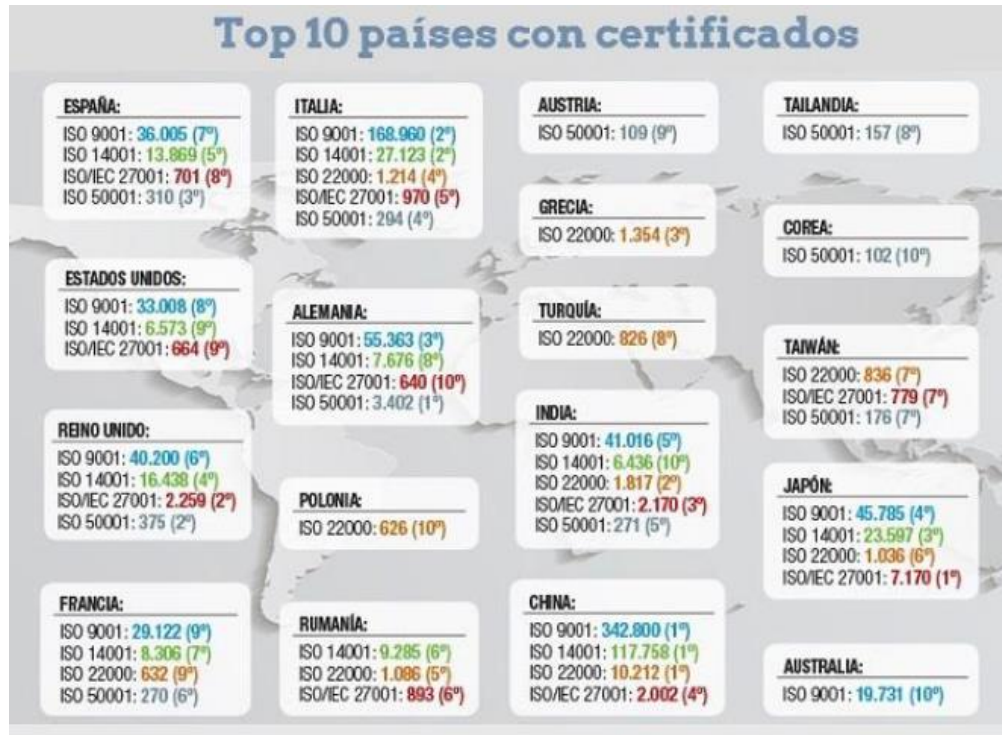 Top 10 países con certificados
ESPAÑA:
ISO 9001: 36.005 (7º)
ISO 14001: 13.869 (5º)
ISO/IEC 27001: 701 (8º)
ISO 50001: 310 (3º)
ESTADOS UNIDOS:
ISO 9001: 33.008 (8º)
ISO 14001: 6.573 (9º)
ISO/IEC 27001: 664 (9º)
REINO UNIDO:
ISO 9001: 40.200 (6º)
ISO 14001: 16.438 (4º)
ISO/IEC 27001: 2.259 (2º)
ISO 50001: 375 (2º)
FRANCIA:
ISO 9001: 29.122 (9º)
ISO 14001: 8.306 (7º)
ISO 22000: 632 (9º)
ISO 50001: 270 (6º)
ITALIA:
ISO 9001: 168.960 (2º)
ISO 14001: 27.123 (2º)
ISO 22000: 1.214 (4º)
ISO/IEC 27001: 970 (5º)
ISO 50001: 294 (4º)
ALEMANIA:
ISO 9001: 55.363 (3º)
ISO 14001: 7.676 (8º)
ISO/IEC 27001: 640 (10º)
ISO 50001: 3.402 (1º)
POLONIA:
ISO 22000: 626 (10º)
RUMANÍA:
ISO 14001: 9.285 (6º)
ISO 22000: 1.086 (5º)
ISO/IEC 27001: 893 (6º)
AUSTRIA:
ISO 50001: 109 (9º)
GRECIA:
ISO 22000: 1.354 (3º)
TURQUÍA:
ISO 22000: 826 (8º)
INDIA:
ISO 9001: 41.016 (5º)
ISO 14001: 6.436 (10º)
ISO 22000: 1.817 (2º)
ISO/IEC 27001: 2.170 (3º)
ISO 50001: 271 (5º)
CHINA:
ISO 9001: 342.800 (1º)
ISO 14001: 117.758 (1º)
ISO 22000: 10.212 (1º)
ISO/IEC 27001: 2.002 (4º)
TAILANDIA:
ISO 50001: 157 (8º)
COREA:
ISO 50001: 102 (10º)
TAIWÁN:
ISO 22000: 836 (7º)
ISO/IEC 27001: 779 (7º)
ISO 50001: 176 (7º)
JAPÓN:
ISO 9001: 45.785 (4º)
ISO 14001: 23.597 (3º)
ISO 22000: 1.036 (6º)
ISO/IEC 27001: 7.170 (1º)
AUSTRALIA:
ISO 9001: 19.731 (10º)